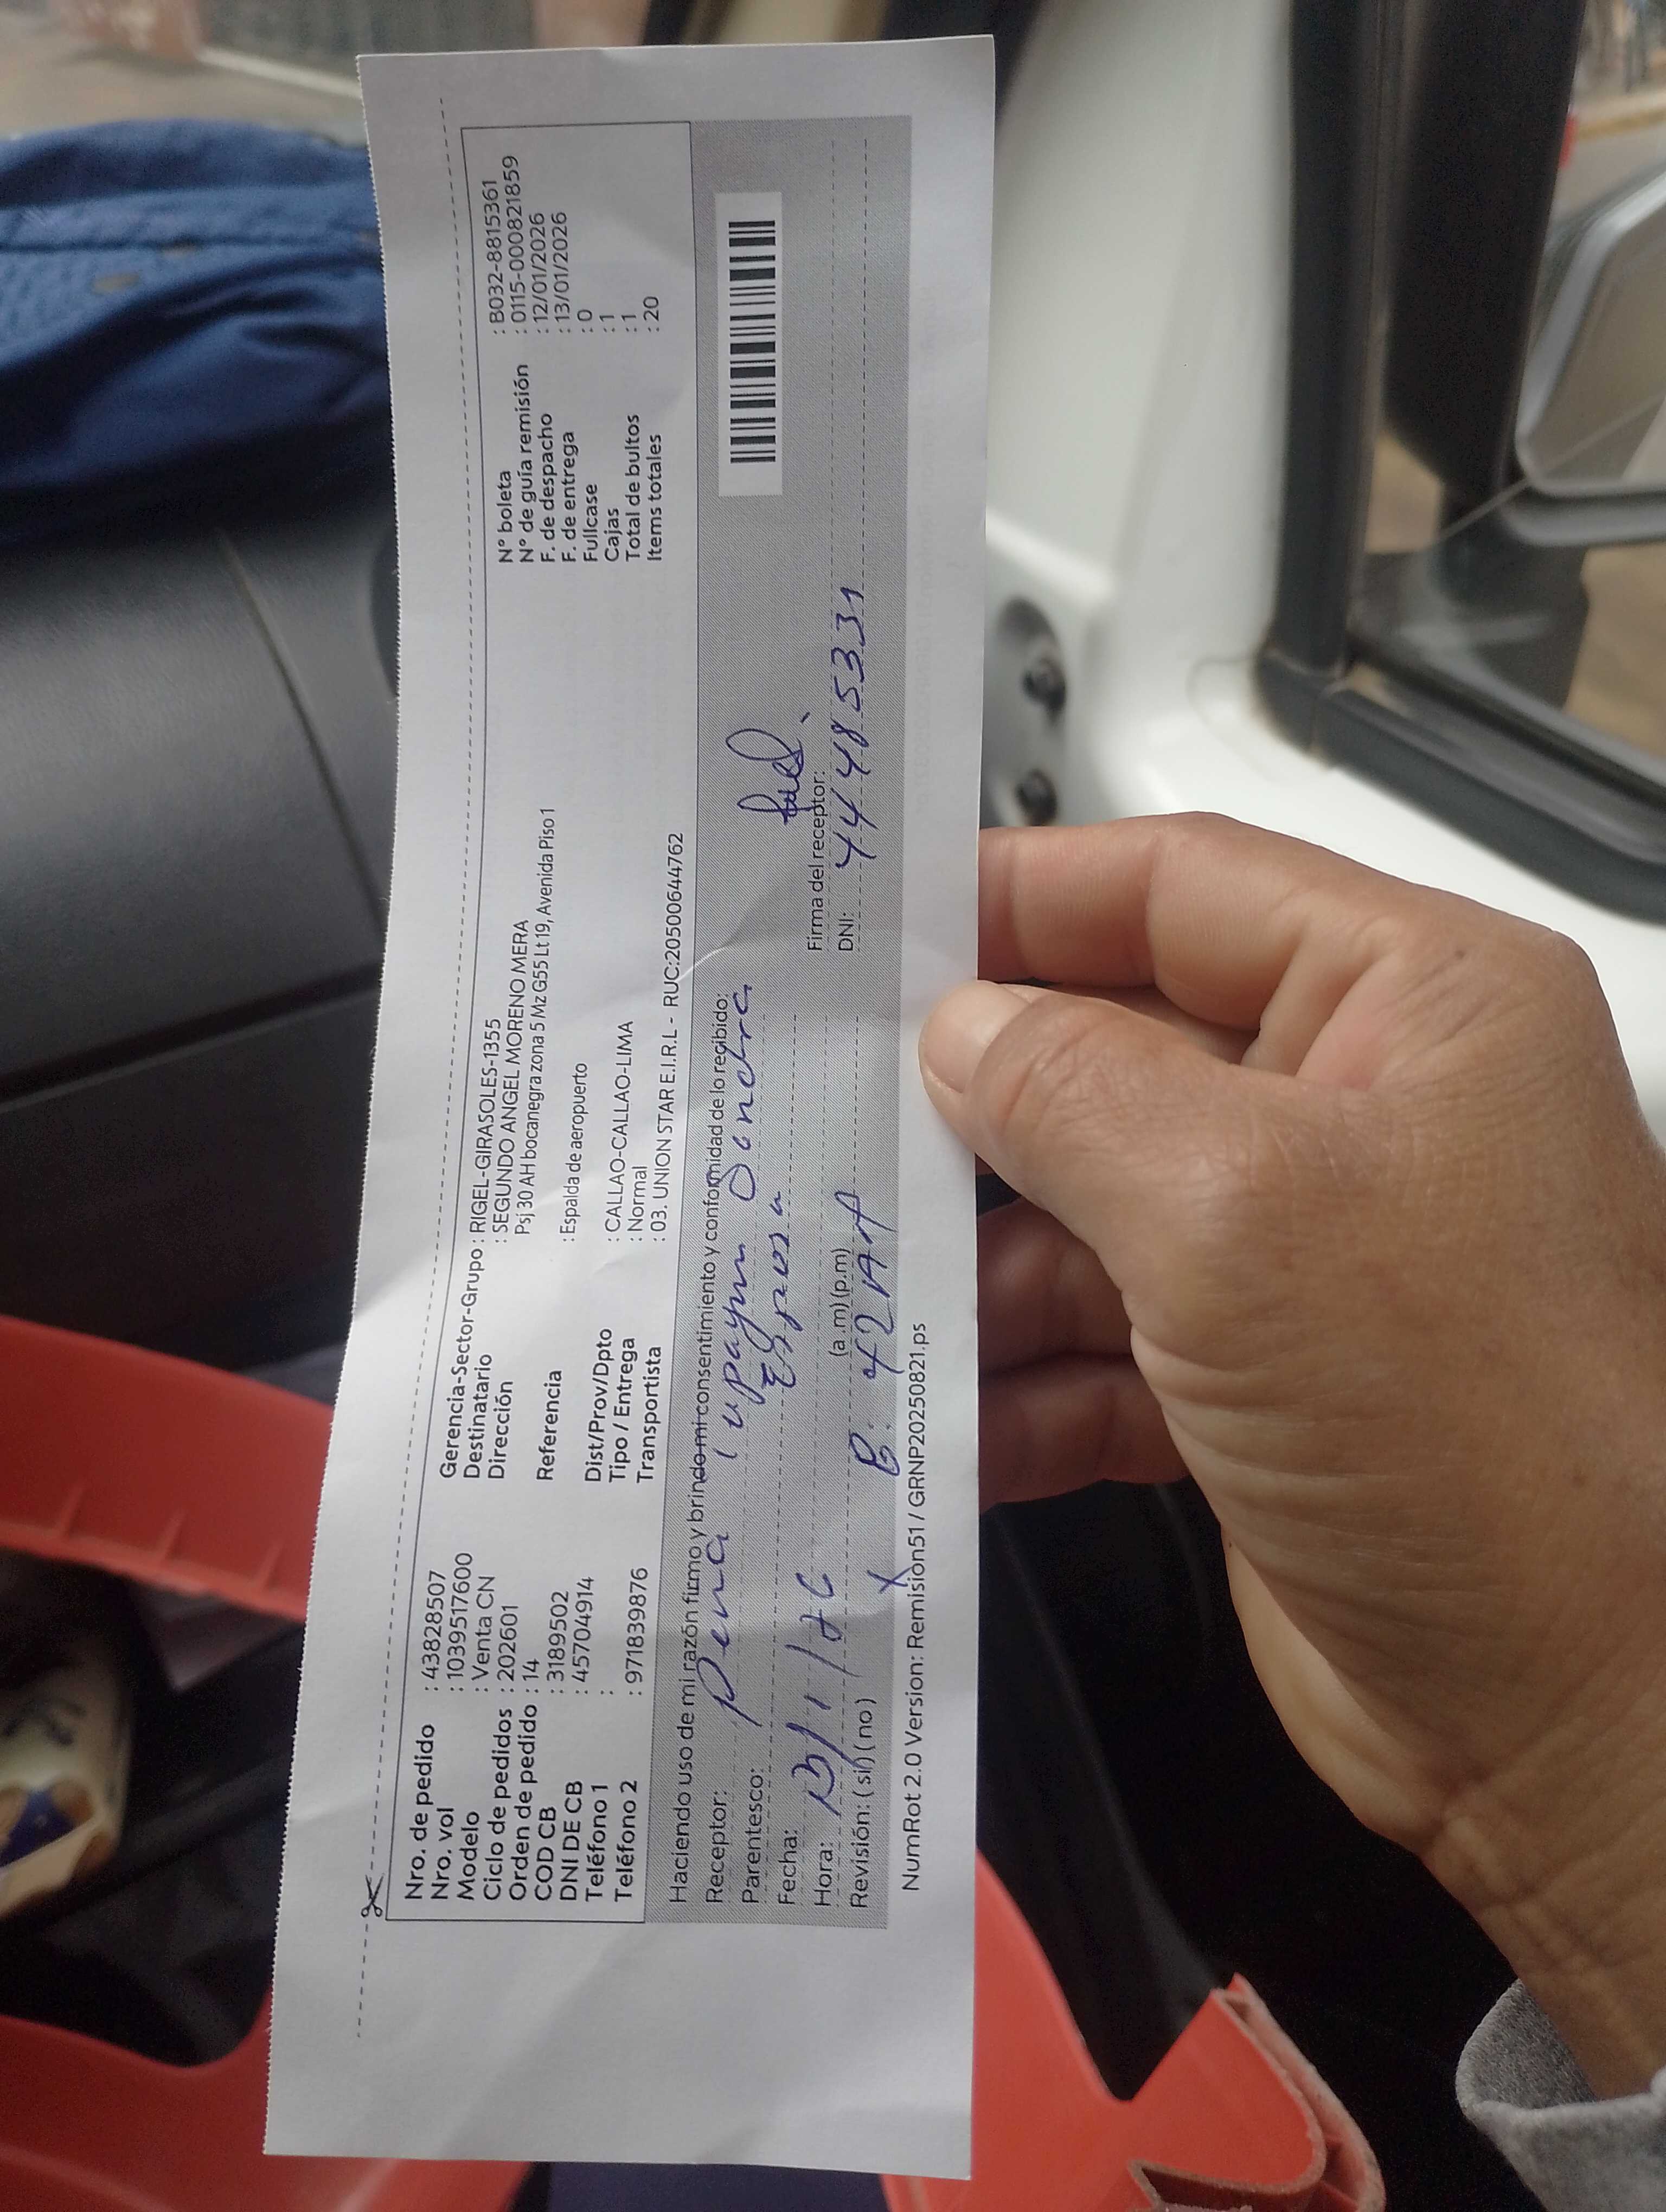 Nro. de pedido : 43828507
Nro. vol : 1039517600
Modelo : Venta CN
Ciclo de pedidos : 202601
Orden de pedido : 14
COD CB : 3189502
DNI DE CB : 45704914
Teléfono 1 :
Teléfono 2 : 971839876
Gerencia-Sector-Grupo : RIGEL-GIRASOLES-1355
Destinatario : SEGUNDO ANGEL MORENO MERA
Dirección Psj 30 AH bocanegra zona 5 Mz G55 Lt 19, Avenida Piso 1
Referencia : Espalda de aeropuerto
Dist/Prov/Dpto : CALLAO-CALLAO-LIMA
Tipo / Entrega : Normal
Transportista : 03. UNION STAR E.I.R.L - RUC:20500644762
N° boleta : B032-8815361
N° de guía remisión : 0115-0000821859
F. de despacho : 12/01/2026
F. de entrega : 13/01/2026
Fullcase : 0
Cajas : 1
Total de bultos : 1
Items totales : 20
Haciendo uso de mi razón firmo y brindo mi consentimiento y conformidad de lo recibido:
Receptor: Pena Sandra
Parentesco: Esposa
Fecha: 13/1/26
Hora: (a.m) (p.m)
Revisión: (si) (no) X
Firma del receptor:
DNI: 44485331
NumRot 2.0 Version: Remision51 / GRNP20250821.ps